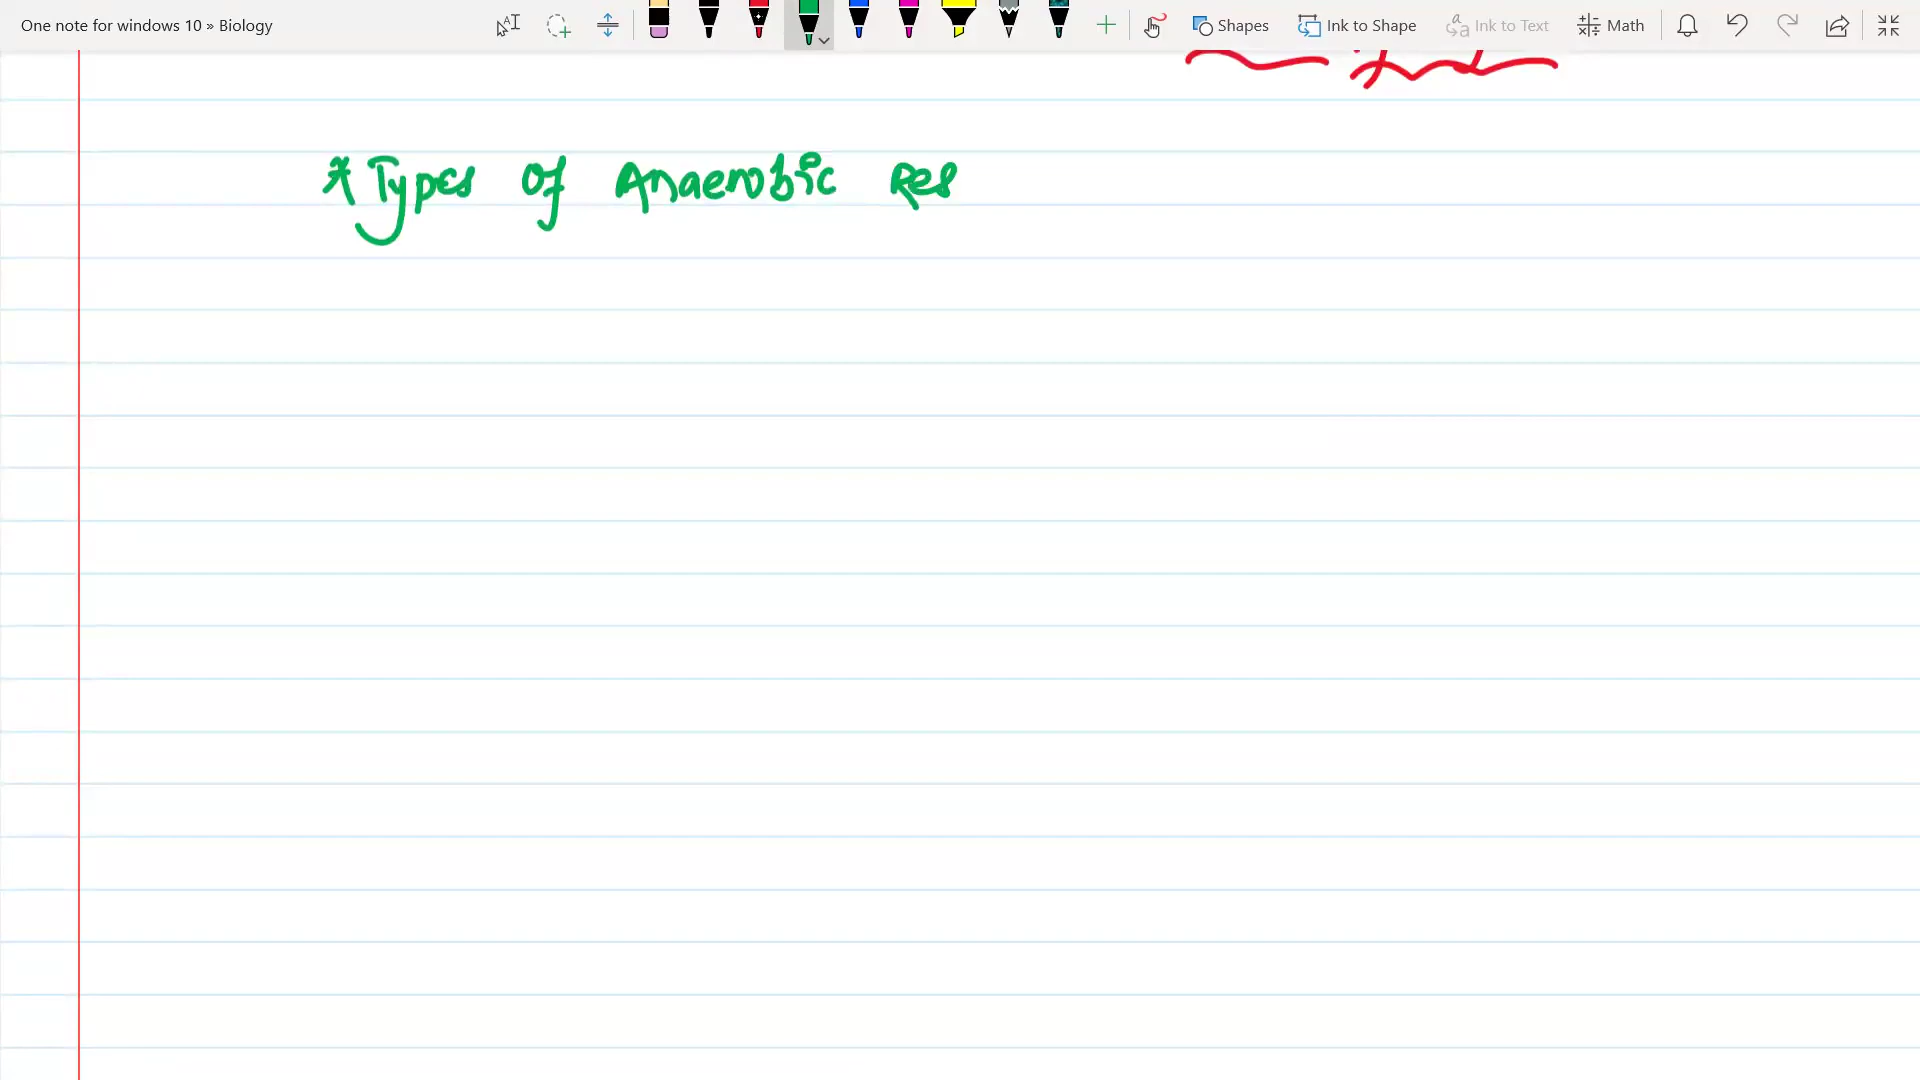 One note for windows 10 » Biology
Shapes
Ink to Shape
Ink to Text
Math
* Types of Anaerobic Res